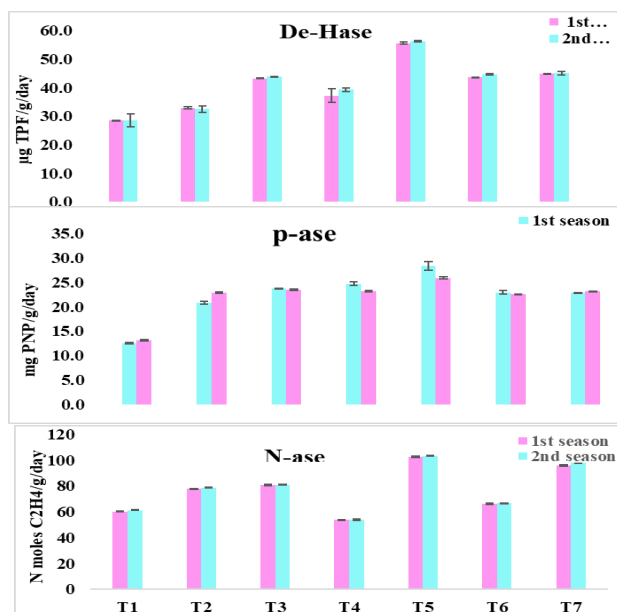 De-Hase
1st...
2nd...
µg TPF/g/day
60.0
50.0
40.0
30.0
20.0
10.0
0.0
p-ase
1st season
mg PNP/g/day
35.0
30.0
25.0
20.0
15.0
10.0
5.0
0.0
N-ase
1st season
2nd season
N moles C2H4/g/day
120
100
80
60
40
20
0
T1 T2 T3 T4 T5 T6 T7